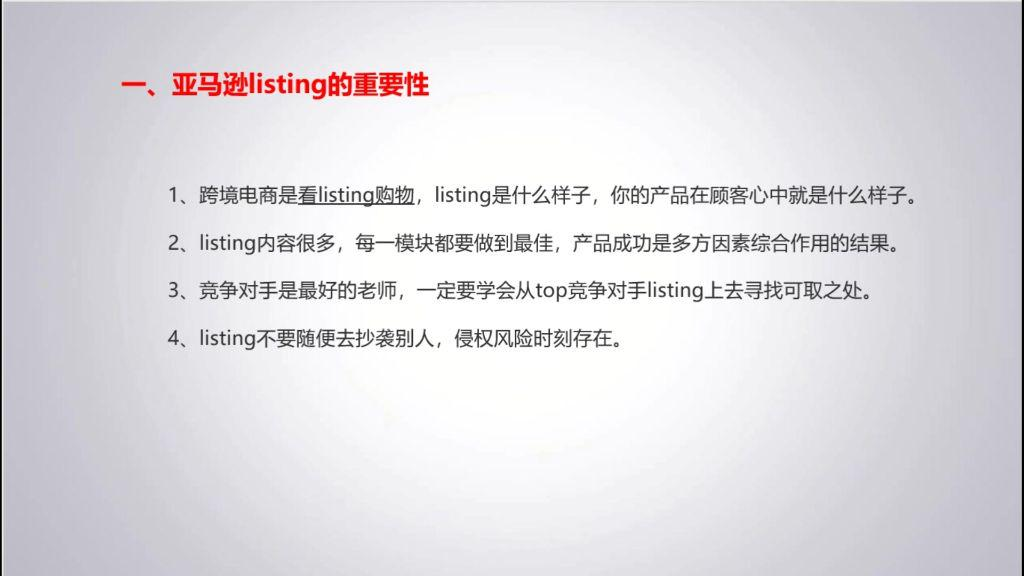 一、亚马逊listing的重要性
1、跨境电商是看listing购物，listing是什么样子，你的产品在顾客心中就是什么样子。
2、listing内容很多，每一模块都要做到最佳，产品成功是多方因素综合作用的结果。
3、竞争对手是最好的老师，一定要学会从top竞争对手listing上去寻找可取之处。
4、listing不要随便去抄袭别人，侵权风险时刻存在。